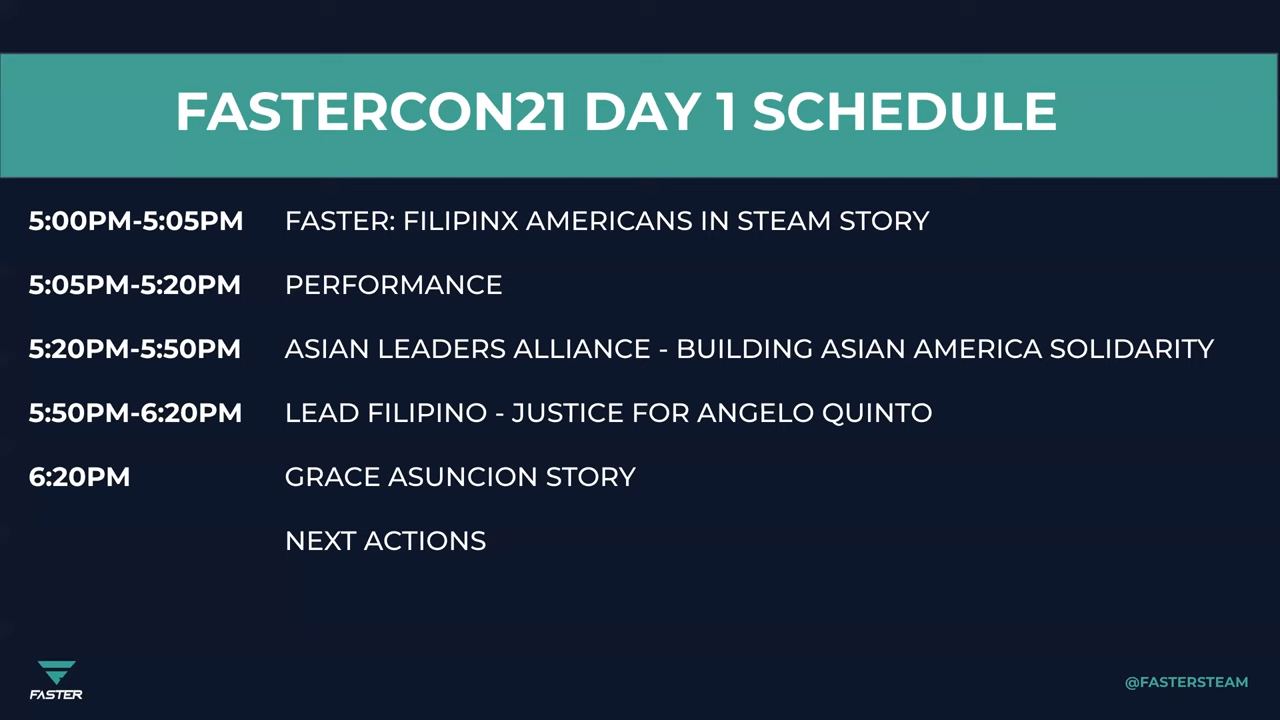 FASTERCON21 DAY 1 SCHEDULE
5:00PM-5:05PM FASTER: FILIPINX AMERICANS IN STEAM STORY
5:05PM-5:20PM PERFORMANCE
5:20PM-5:50PM ASIAN LEADERS ALLIANCE - BUILDING ASIAN AMERICA SOLIDARITY
5:50PM-6:20PM LEAD FILIPINO - JUSTICE FOR ANGELO QUINTO
6:20PM GRACE ASUNCION STORY
NEXT ACTIONS
FASTER
@FASTERSTEAM